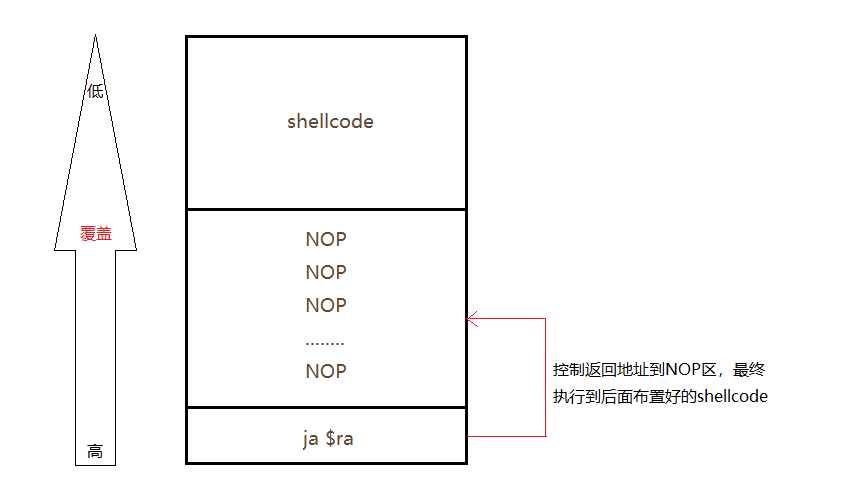 低
shellcode
覆盖
NOP
NOP
NOP
........
NOP
控制返回地址到NOP区，最终
执行到后面布置好的shellcode
ja $ra
高